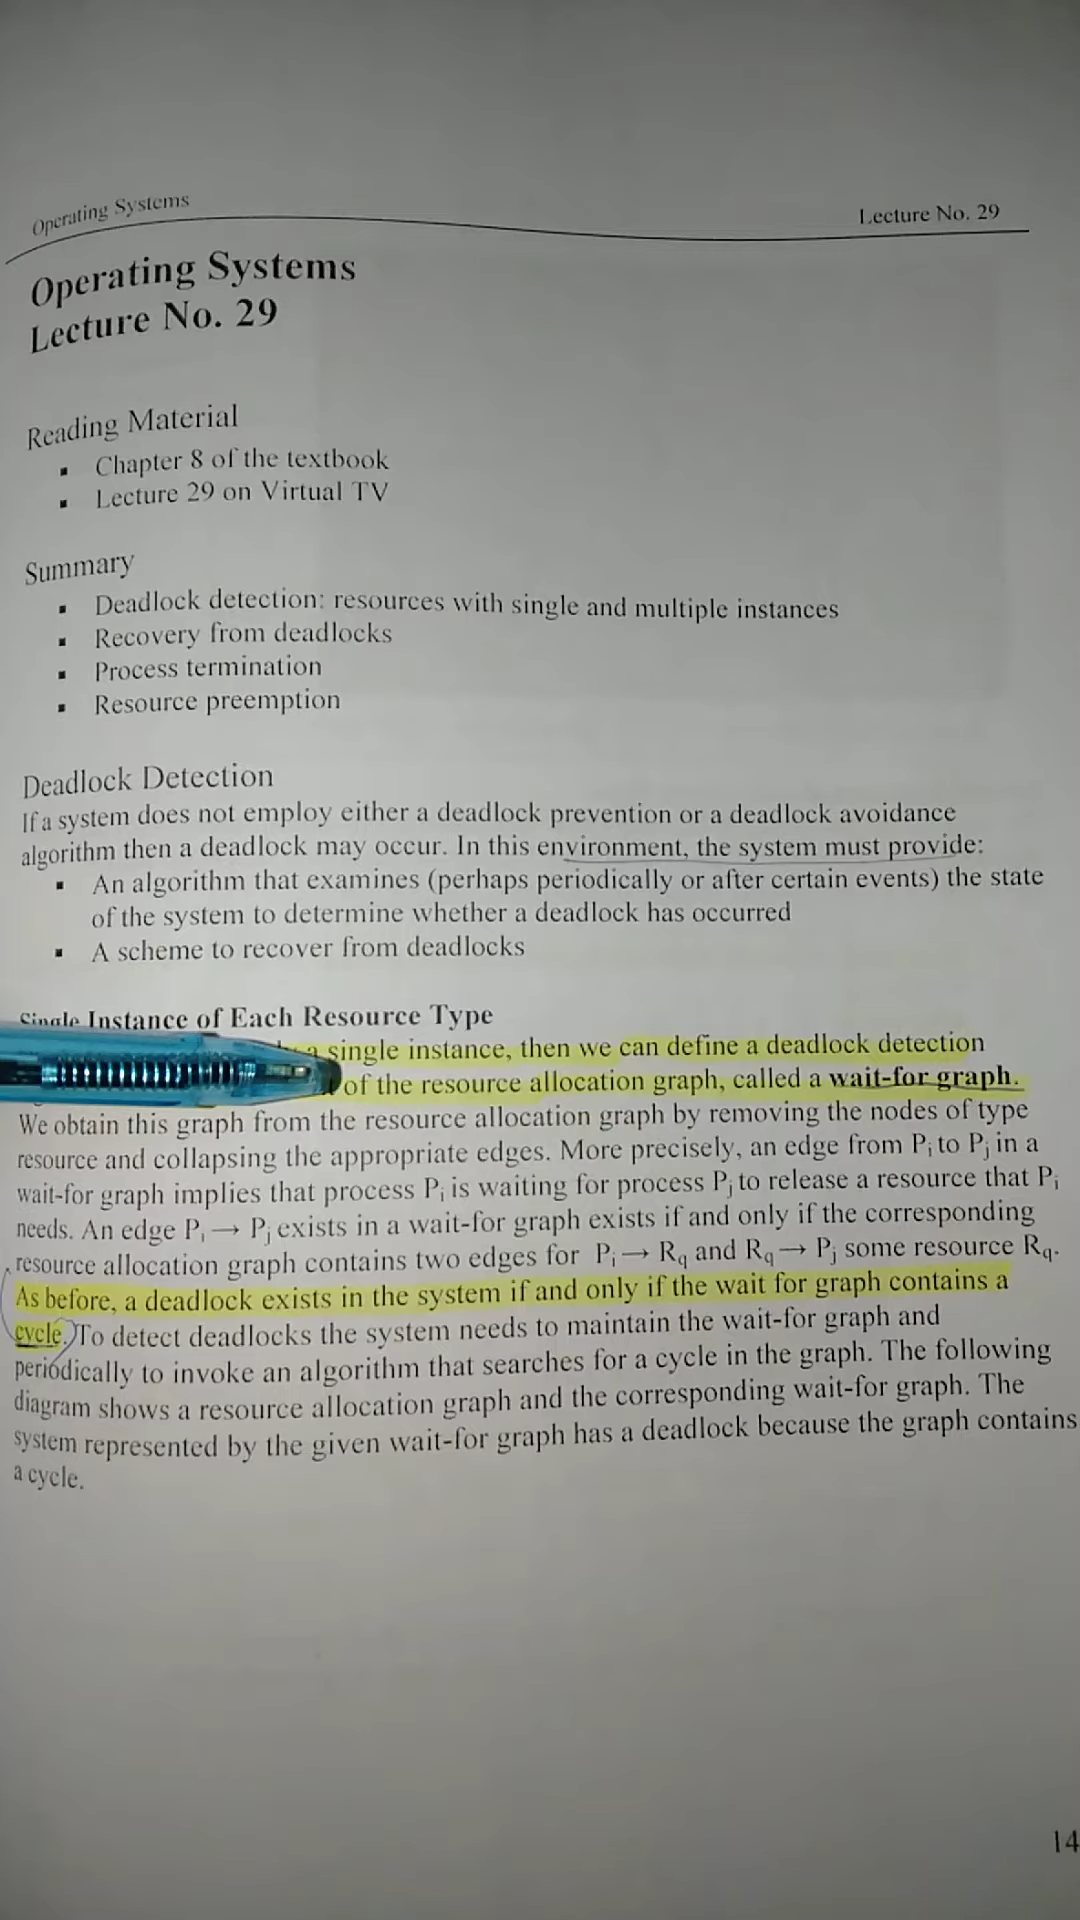 Operating Systems
Lecture No. 29
Operating Systems
Lecture No. 29
Reading Material
▪ Chapter 8 of the textbook
▪ Lecture 29 on Virtual TV
Summary
▪ Deadlock detection: resources with single and multiple instances
▪ Recovery from deadlocks
▪ Process termination
▪ Resource preemption
Deadlock Detection
If a system does not employ either a deadlock prevention or a deadlock avoidance
algorithm then a deadlock may occur. In this environment, the system must provide:
▪ An algorithm that examines (perhaps periodically or after certain events) the state
of the system to determine whether a deadlock has occurred
▪ A scheme to recover from deadlocks
Single Instance of Each Resource Type
a single instance, then we can define a deadlock detection
of the resource allocation graph, called a wait-for graph.
We obtain this graph from the resource allocation graph by removing the nodes of type
resource and collapsing the appropriate edges. More precisely, an edge from Pi to Pj in a
wait-for graph implies that process Pi is waiting for process Pj to release a resource that Pi
needs. An edge Pi → Pj exists in a wait-for graph exists if and only if the corresponding
resource allocation graph contains two edges for Pi → Rq and Rq → Pj some resource Rq.
As before, a deadlock exists in the system if and only if the wait for graph contains a
cycle. To detect deadlocks the system needs to maintain the wait-for graph and
periodically to invoke an algorithm that searches for a cycle in the graph. The following
diagram shows a resource allocation graph and the corresponding wait-for graph. The
system represented by the given wait-for graph has a deadlock because the graph contains
a cycle.
14